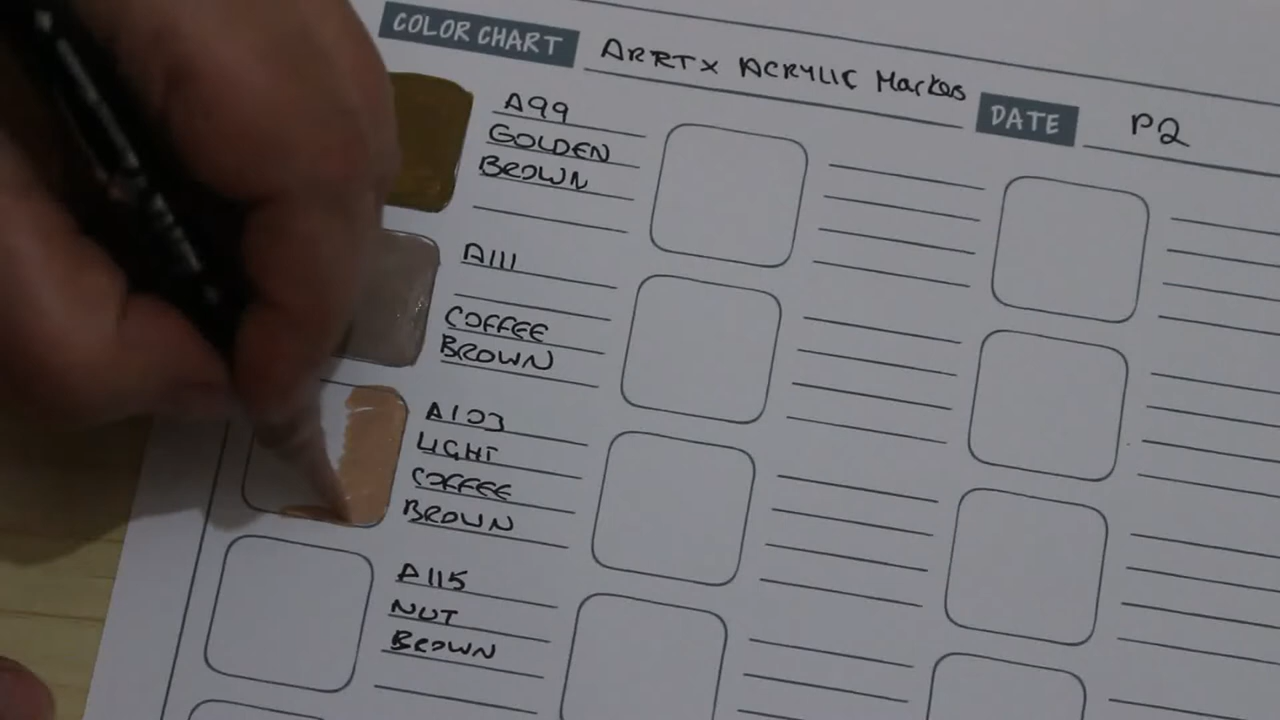 COLOR CHART ARRTX ACRYLIC Markers
DATE P2
A99
GOLDEN
BROWN
A111
COFFEE
BROWN
A103
LIGHT
COFFEE
BROWN
A115
NUT
BROWN